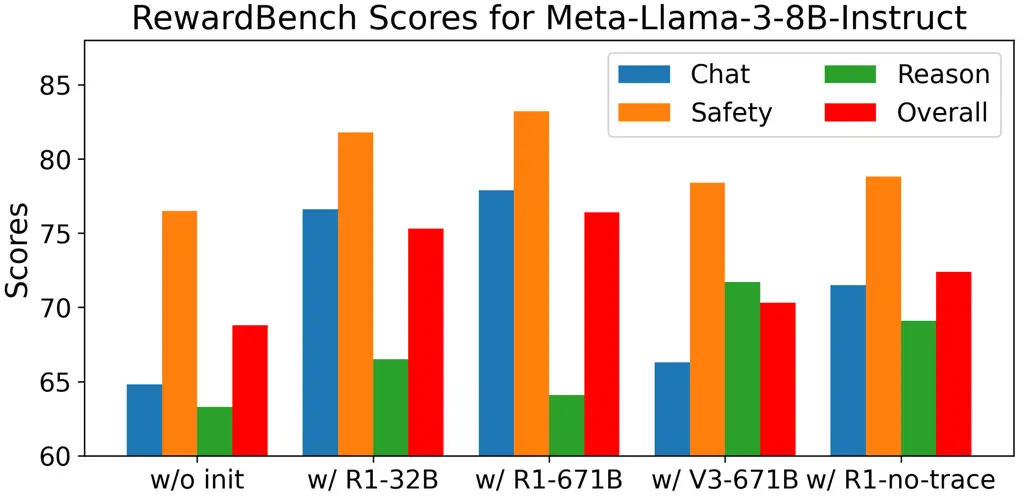 RewardBench Scores for Meta-Llama-3-8B-Instruct
Chat
Safety
Reason
Overall
Scores
85
80
75
70
65
60
w/o init
w/ R1-32B
w/ R1-671B
w/ V3-671B
w/ R1-no-trace